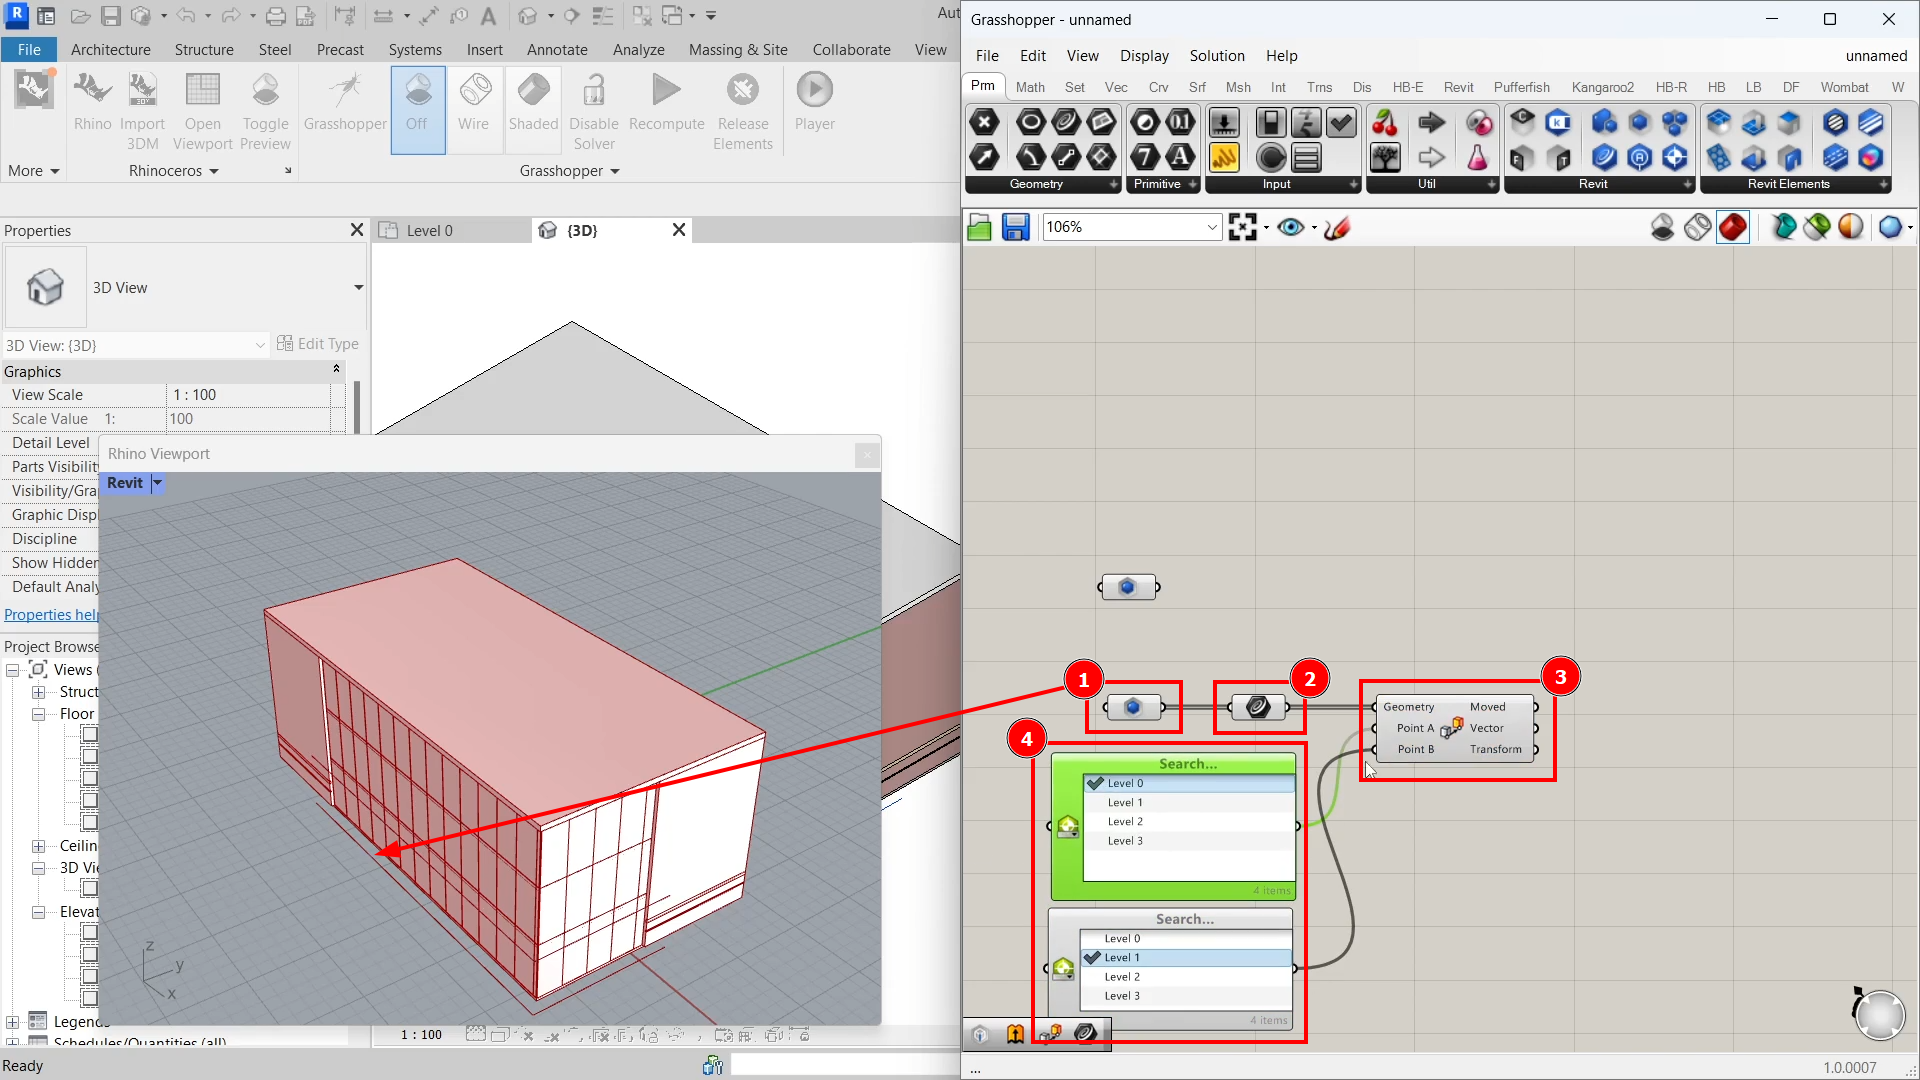 Aut
File Architecture Structure Steel Precast Systems Insert Annotate Analyze Massing & Site Collaborate View
Rhino
Import
3DM
Open
Viewport
Toggle
Preview
Grasshopper
Off
Wire
Shaded
Disable
Solver
Recompute
Release
Elements
Player
More
Rhinoceros
Grasshopper
Properties
Level 0
{3D}
3D View
3D View: {3D}
Edit Type
Graphics
View Scale 1 : 100
Scale Value 1: 100
Detail Level
Parts Visibilit
Visibility/Gra
Graphic Displ
Discipline
Show Hidden
Default Analy
Properties help
Project Browse
Views (
Struct
Floor
Ceilin
3D Vie
Elevat
Legends
Schedules/Quantities (all)
Rhino Viewport
Revit
z
y
x
1 : 100
Ready
Grasshopper - unnamed
File Edit View Display Solution Help
unnamed
Prm Math Set Vec Crv Srf Msh Int Trns Dis HB-E Revit Pufferfish Kangaroo2 HB-R HB LB DF Wombat W
Geometry
Primitive
Input
Util
Revit
Revit Elements
106%
1
2
3
Geometry Moved
Point A Vector
Point B Transform
4
Search...
Level 0
Level 1
Level 2
Level 3
4 items
Search...
Level 0
Level 1
Level 2
Level 3
4 items
...
1.0.0007